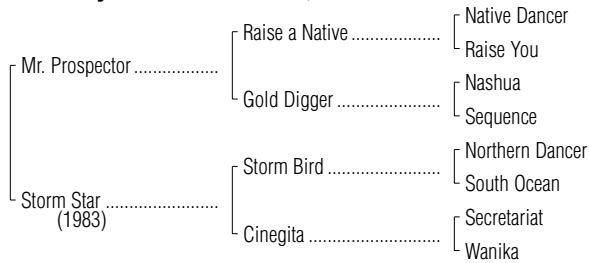 Native Dancer
Raise a Native ....................
Raise You
Mr. Prospector ...................
Nashua
Gold Digger .......................
Sequence
Northern Dancer
Storm Bird .........................
South Ocean
Storm Star .........................
(1983)
Secretariat
Cinegita .............................
Wanika